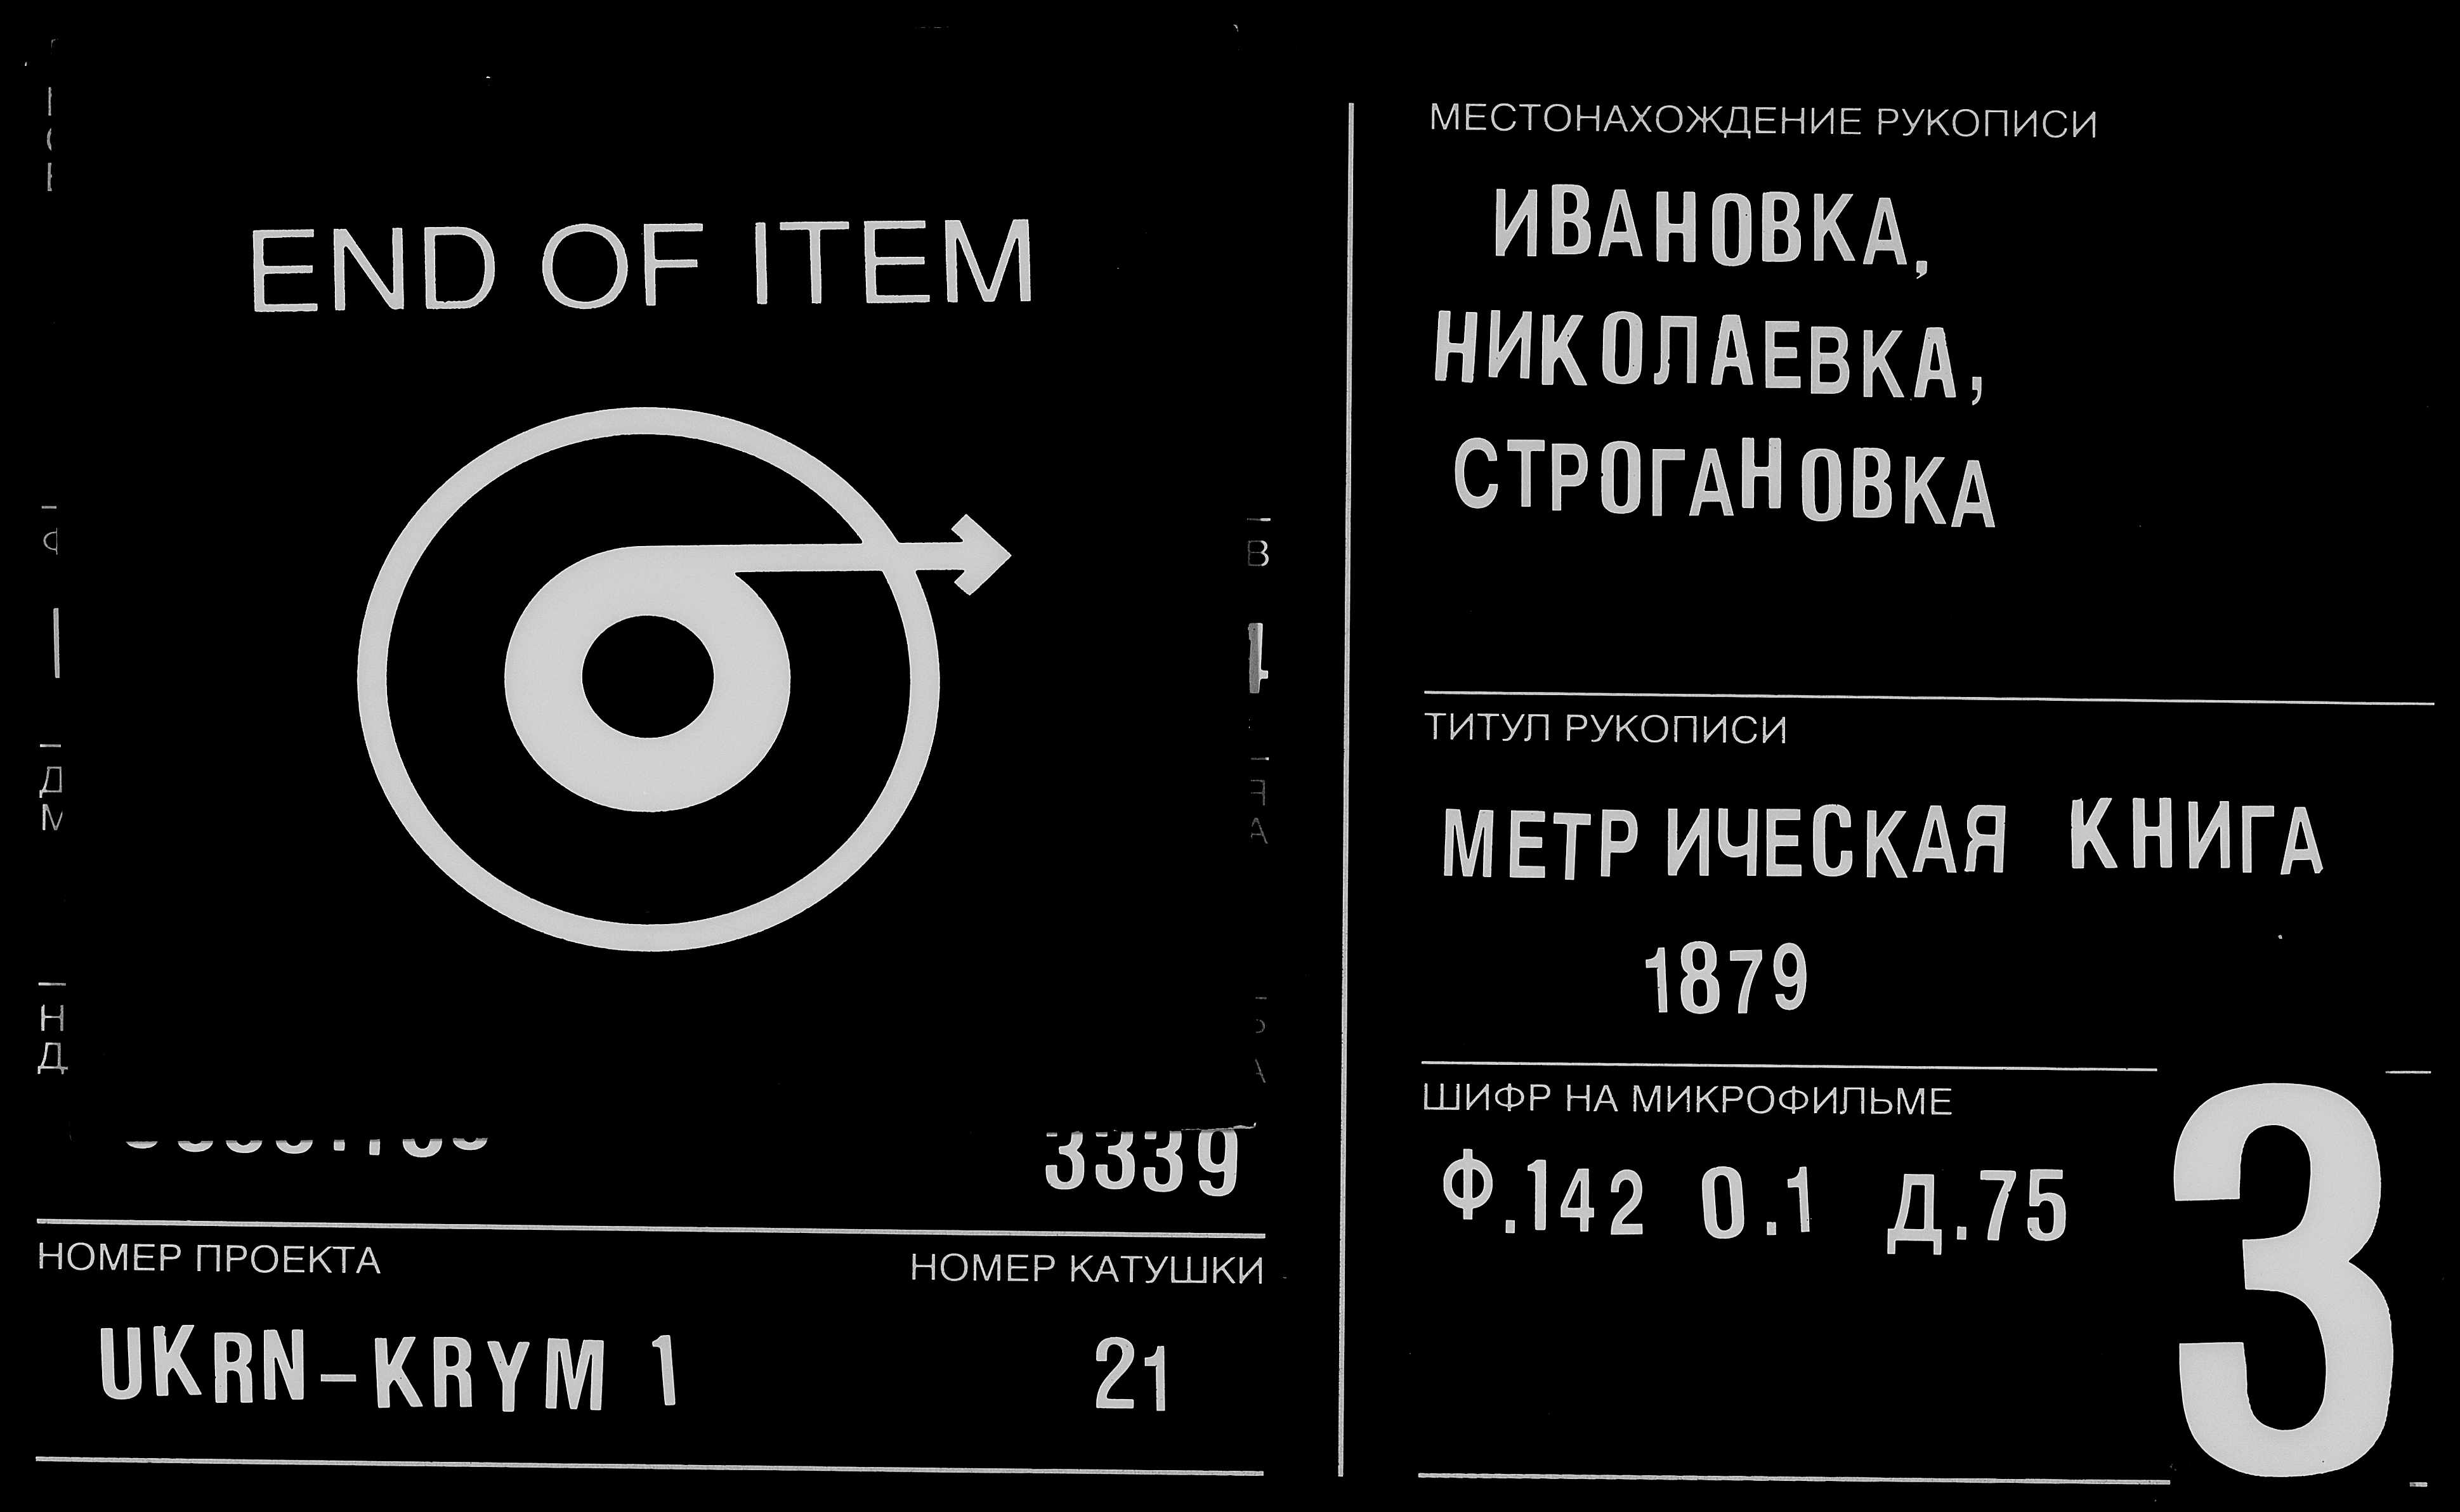 END OF ITEM
3339
НОМЕР ПРОЕКТА НОМЕР КАТУШКИ
UKRN-KRYM 1 21
МЕСТОНАХОЖДЕНИЕ РУКОПИСИ
ИВАНОВКА,
НИКОЛАЕВКА,
СТРОГАНОВКА
ТИТУЛ РУКОПИСИ
МЕТРИЧЕСКАЯ КНИГА
1879
ШИФР НА МИКРОФИЛЬМЕ
Ф.142 О.1 Д.75
3